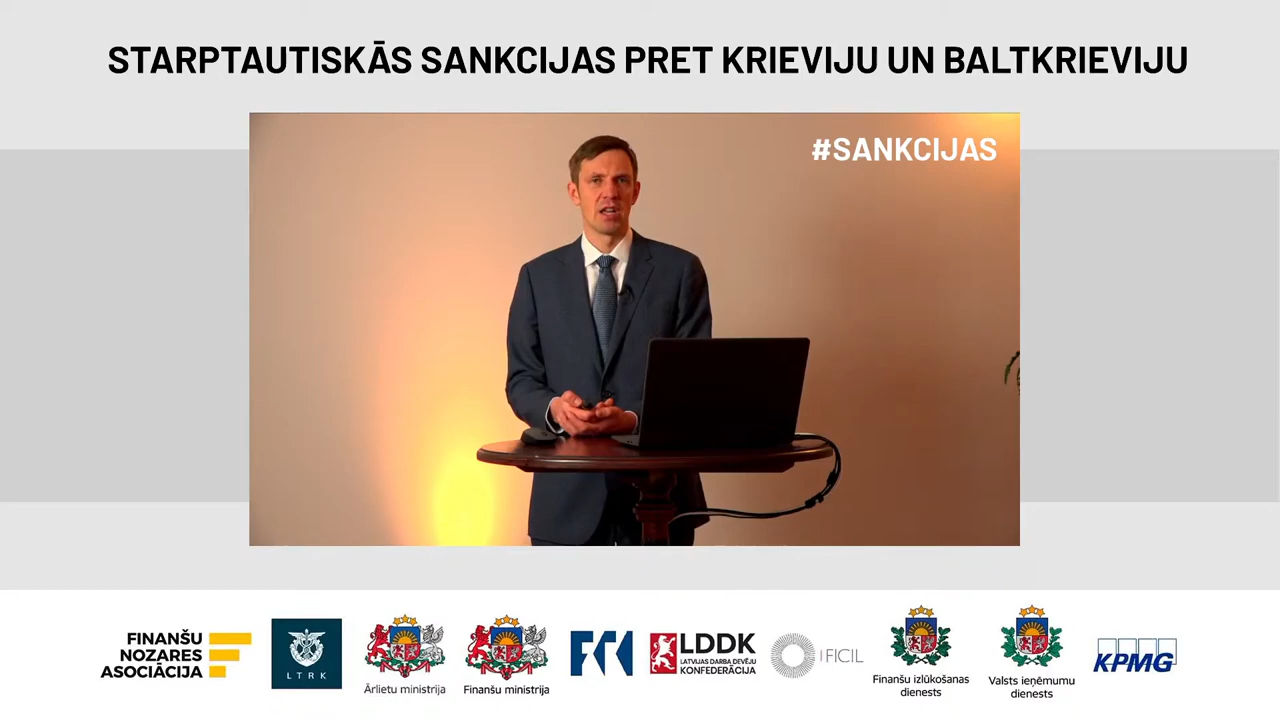 STARPTAUTISKĀS SANKCIJAS PRET KRIEVIJU UN BALTKRIEVIJU
#SANKCIJAS
FINANŠU
NOZARES
ASOCIĀCIJA
LTRK
Ārlietu ministrija
Finanšu ministrija
LDDK
LATVIJAS DARBA DEVĒJU
KONFEDERĀCIJA
FICIL
Finanšu izlūkošanas
dienests
Valsts ieņēmumu
dienests
KPMG